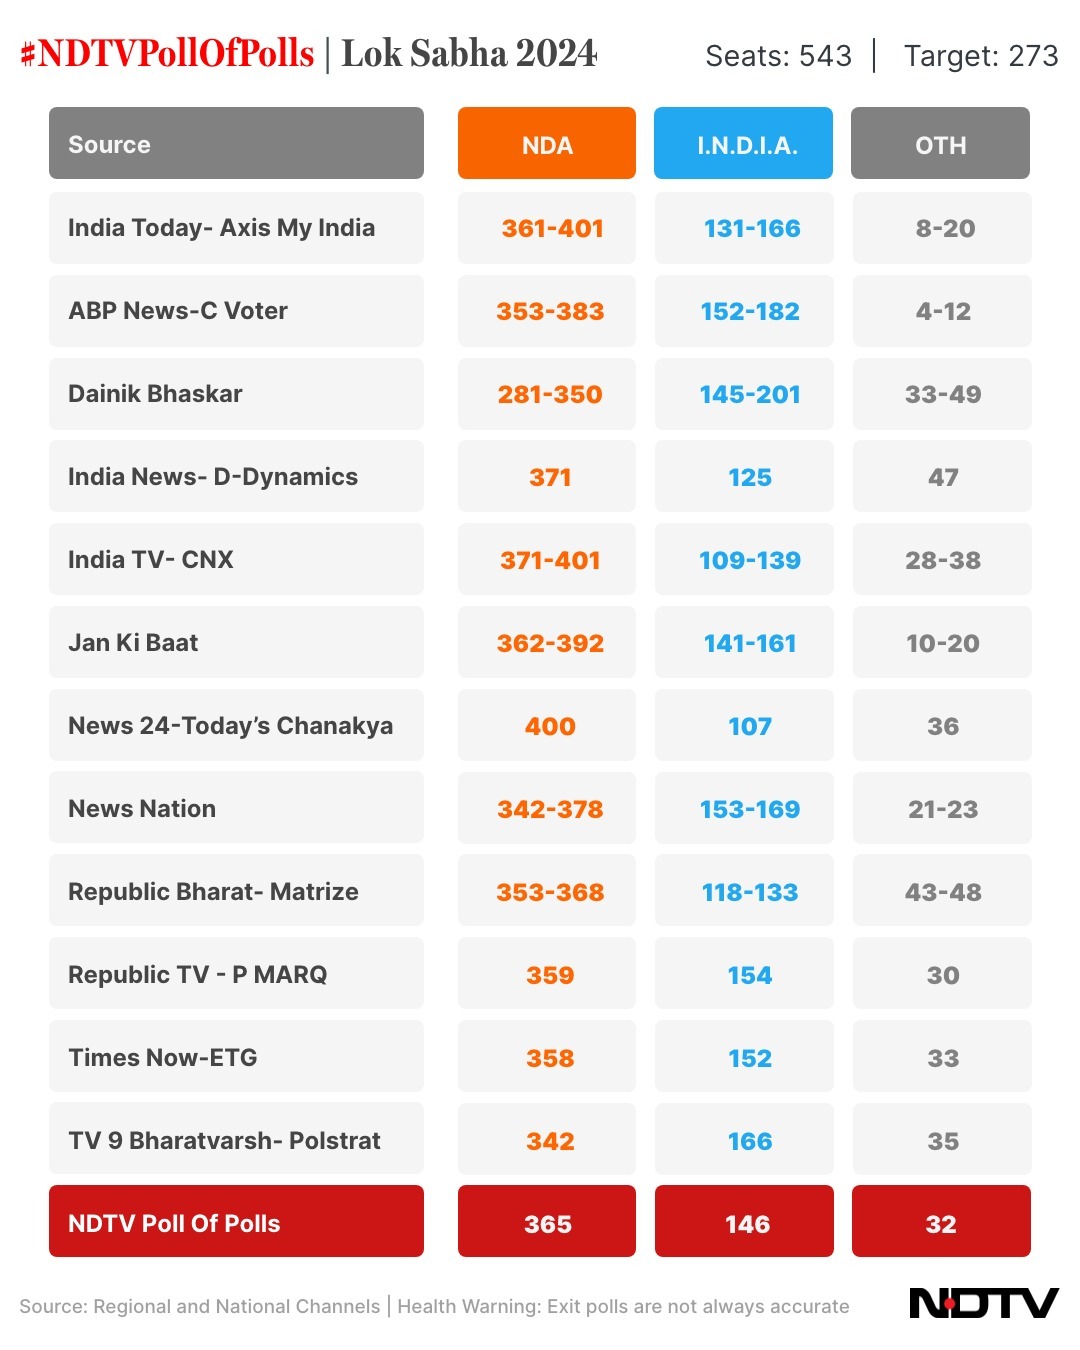 #NDTVPollOfPolls | Lok Sabha 2024 Seats: 543 | Target: 273
Source NDA I.N.D.I.A. OTH
India Today- Axis My India 361-401 131-166 8-20
ABP News-C Voter 353-383 152-182 4-12
Dainik Bhaskar 281-350 145-201 33-49
India News- D-Dynamics 371 125 47
India TV- CNX 371-401 109-139 28-38
Jan Ki Baat 362-392 141-161 10-20
News 24-Today’s Chanakya 400 107 36
News Nation 342-378 153-169 21-23
Republic Bharat- Matrize 353-368 118-133 43-48
Republic TV - P MARQ 359 154 30
Times Now-ETG 358 152 33
TV 9 Bharatvarsh- Polstrat 342 166 35
NDTV Poll Of Polls 365 146 32
Source: Regional and National Channels | Health Warning: Exit polls are not always accurate NDTV